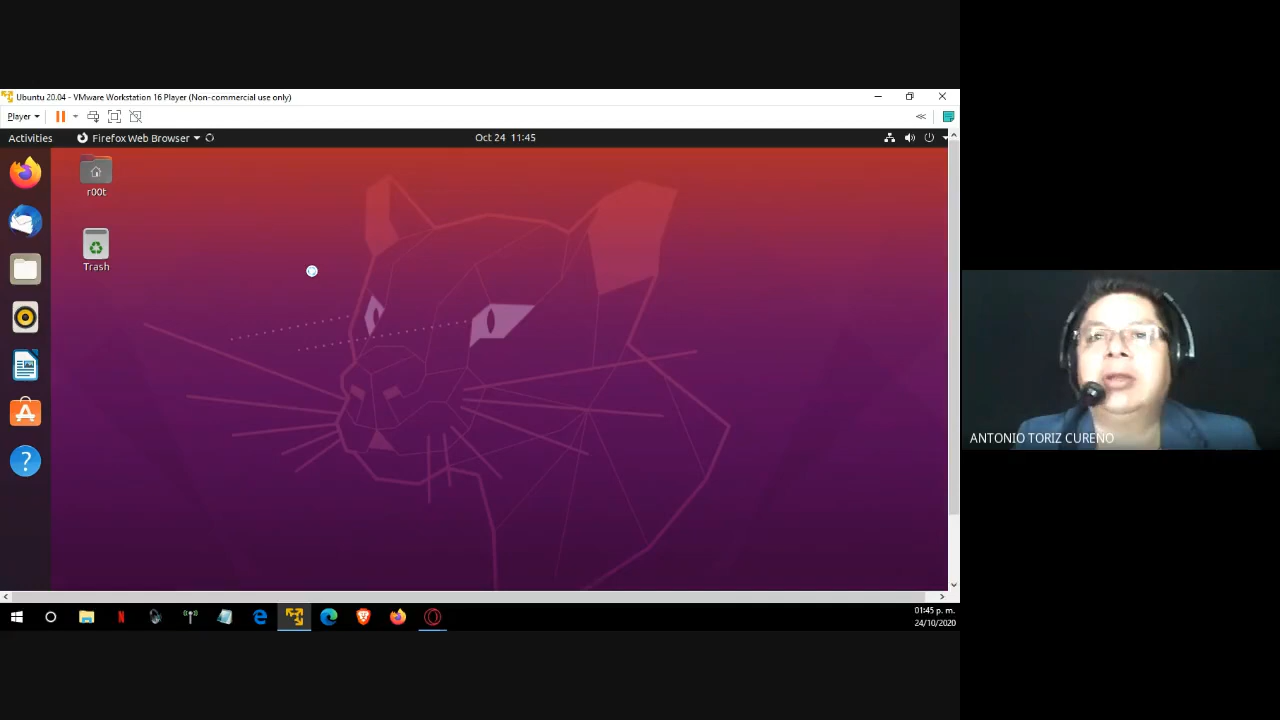 Ubuntu 20.04 - VMware Workstation 16 Player (Non-commercial use only)
Player
Activities
Firefox Web Browser
Oct 24 11:45
r00t
Trash
ANTONIO TORIZ CURENO
01:45 p. m.
24/10/2020